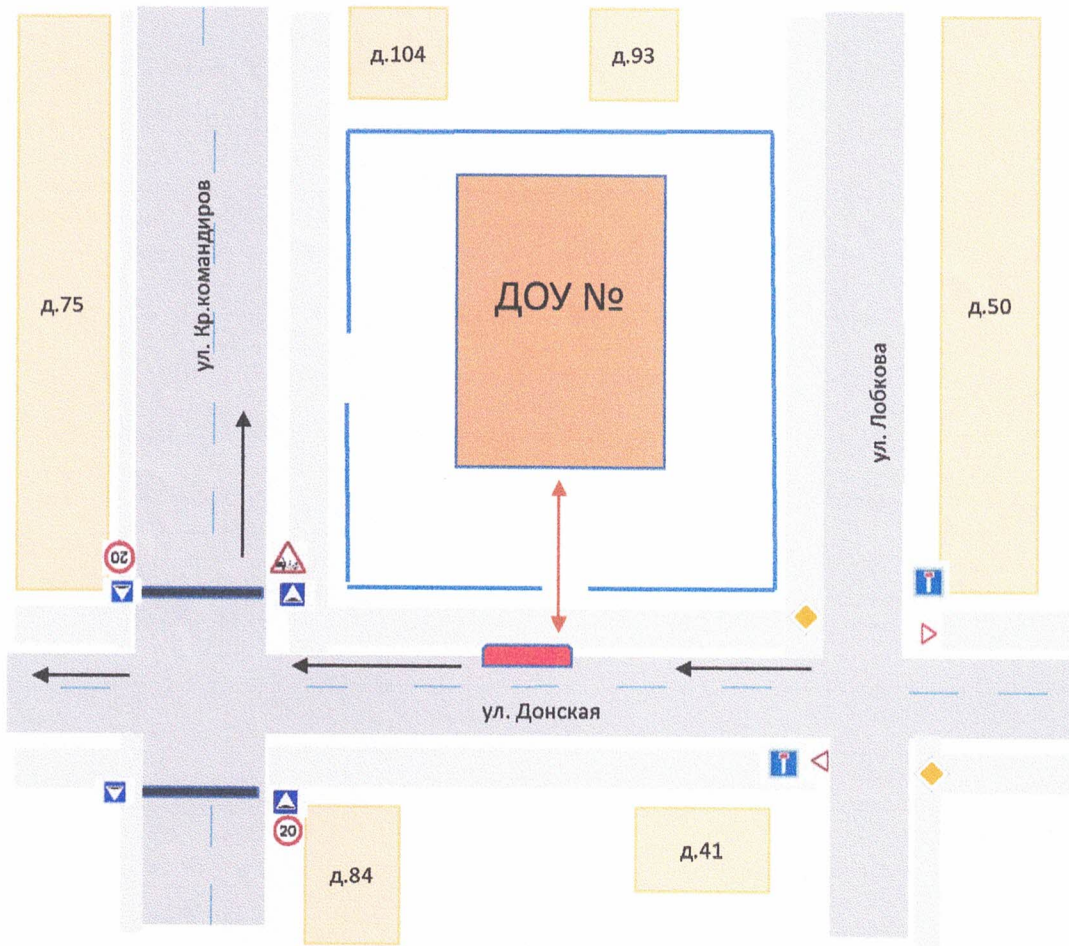 д.104
д.93
ул. Кр.командиров
ДОУ №
д.75
д.50
ул. Лобкова
20
ул. Донская
20
д.84
д.41